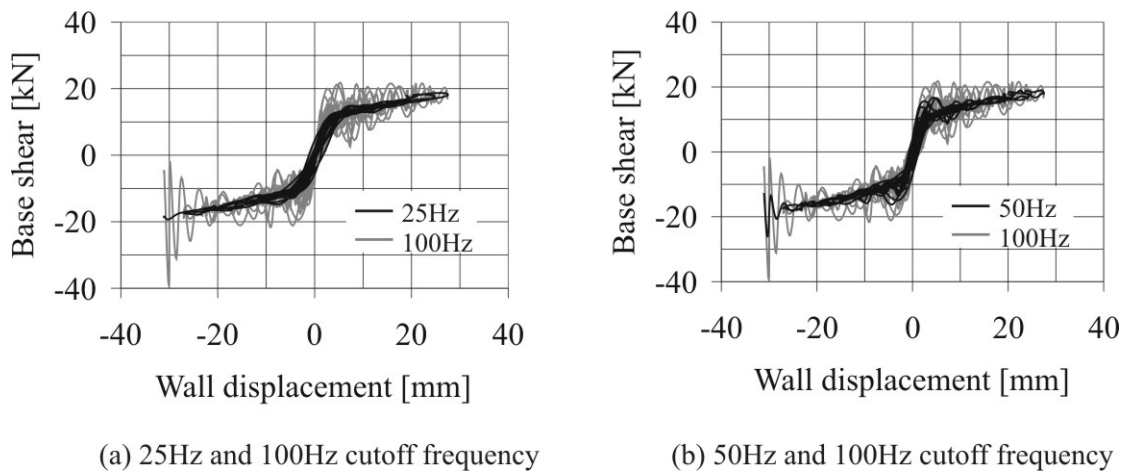 40
20
0
-20
-40
Base shear [kN]
25Hz
100Hz
-40 -20 0 20 40
Wall displacement [mm]
(a) 25Hz and 100Hz cutoff frequency
40
20
0
-20
-40
Base shear [kN]
50Hz
100Hz
-40 -20 0 20 40
Wall displacement [mm]
(b) 50Hz and 100Hz cutoff frequency